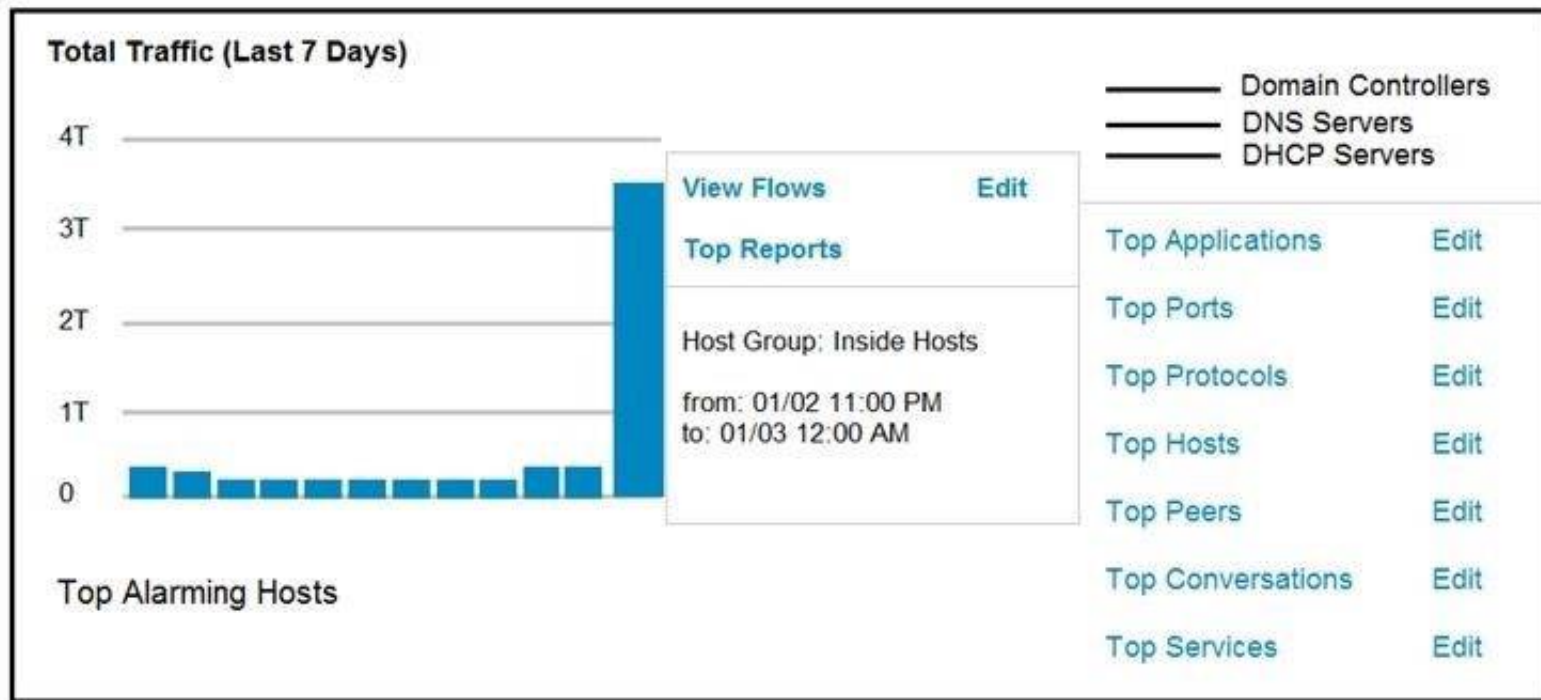 Total Traffic (Last 7 Days)
4T
3T
2T
1T
0
View Flows Edit
Top Reports
Host Group: Inside Hosts
from: 01/02 11:00 PM
to: 01/03 12:00 AM
Domain Controllers
DNS Servers
DHCP Servers
Top Applications Edit
Top Ports Edit
Top Protocols Edit
Top Hosts Edit
Top Peers Edit
Top Conversations Edit
Top Services Edit
Top Alarming Hosts